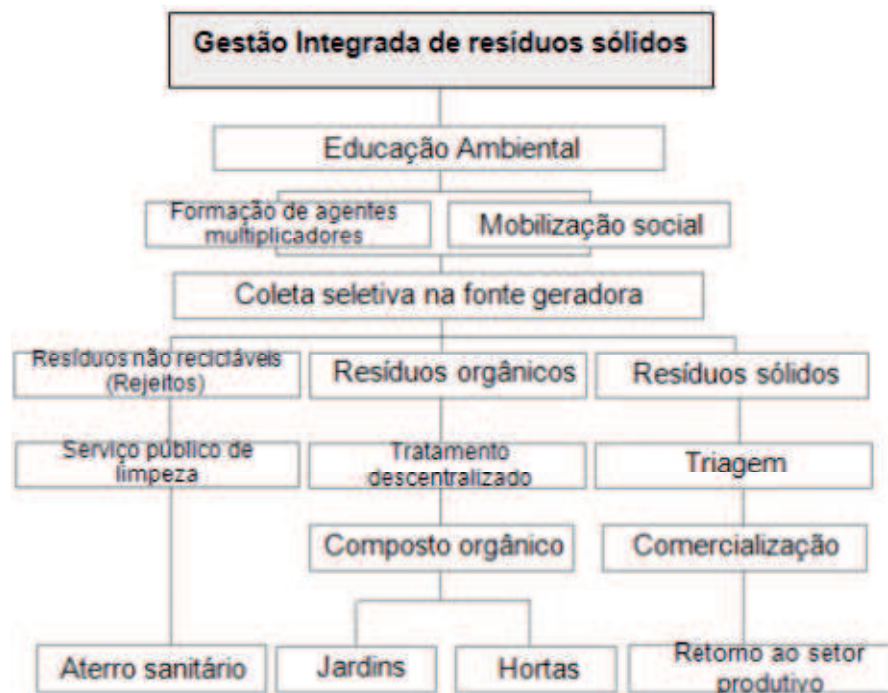 Gestão Integrada de resíduos sólidos
Educação Ambiental
Formação de agentes
multiplicadores
Mobilização social
Coleta seletiva na fonte geradora
Resíduos não recicláveis
(Rejeitos)
Resíduos orgânicos
Resíduos sólidos
Serviço público de
limpeza
Tratamento
descentralizado
Triagem
Composto orgânico
Comercialização
Aterro sanitário
Jardins
Hortas
Retorno ao setor
produtivo